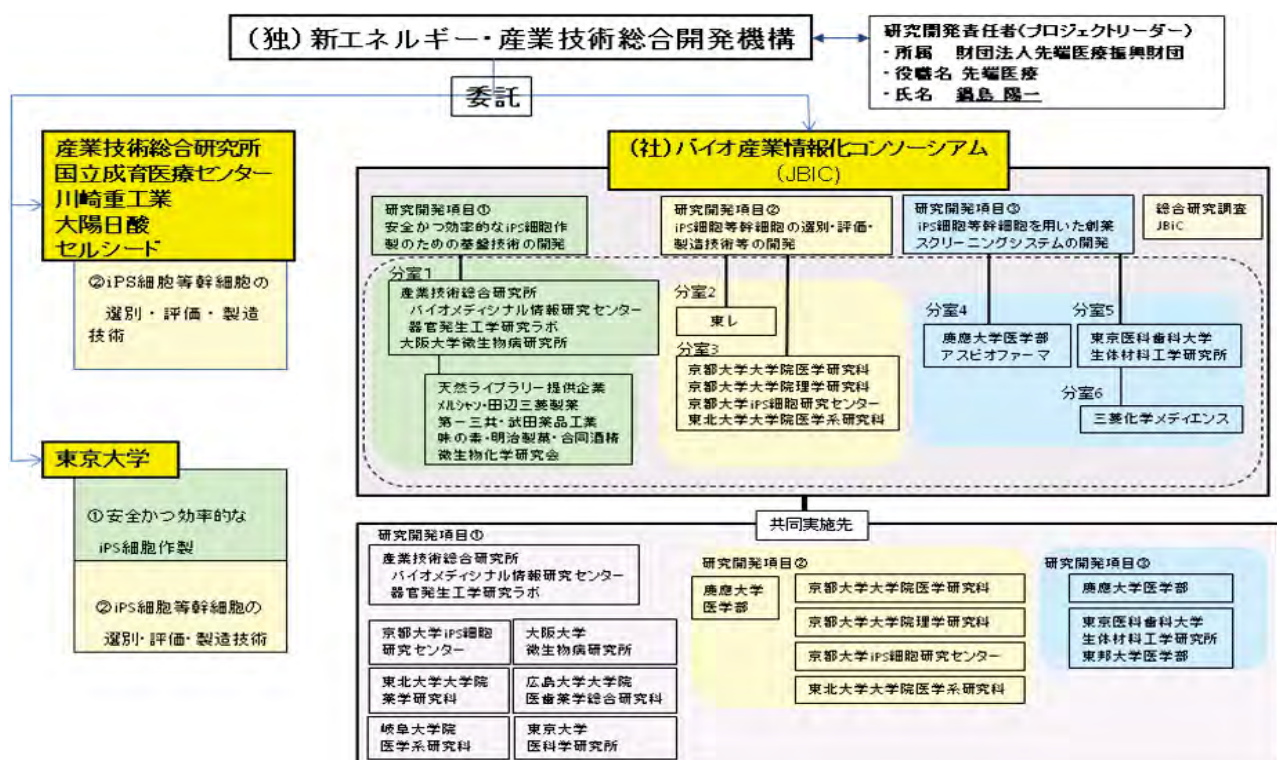 (独)新エネルギー・産業技術総合開発機構
研究開発責任者(プロジェクトリーダー)
・所属　財団法人先端医療振興財団
・役職名 先端医療
・氏名　鍋島 陽一
委託
産業技術総合研究所
国立成育医療センター
川崎重工業
大陽日酸
セルシード
②iPS細胞等幹細胞の
選別・評価・製造
技術
東京大学
①安全かつ効率的な
iPS細胞作製
②iPS細胞等幹細胞の
選別・評価・製造技術
(社)バイオ産業情報化コンソーシアム
(JBIC)
研究開発項目①
安全かつ効率的なiPS細胞作
製のための基盤技術の開発
研究開発項目②
iPS細胞等幹細胞の選別・評価・
製造技術等の開発
研究開発項目③
iPS細胞等幹細胞を用いた創薬
スクリーニングシステムの開発
総合研究調査
JBiC
分室1
産業技術総合研究所
バイオメディシナル情報研究センター
器官発生工学研究ラボ
大阪大学微生物病研究所
天然ライブラリー提供企業
メルシャン・田辺三菱製薬
第一三共・武田薬品工業
味の素・明治製菓・合同酒精
微生物化学研究会
分室2
東レ
分室3
京都大学大学院医学研究科
京都大学大学院理学研究科
京都大学iPS細胞研究センター
東北大学大学院医学系研究科
分室4
慶應大学医学部
アスビオファーマ
分室5
東京医科歯科大学
生体材料工学研究所
分室6
三菱化学メディエンス
共同実施先
研究開発項目①
産業技術総合研究所
バイオメディシナル情報研究センター
器官発生工学研究ラボ
京都大学iPS細胞
研究センター
大阪大学
微生物病研究所
東北大学大学院
薬学研究科
広島大学大学院
医歯薬学総合研究科
岐阜大学院
医学系研究科
東京大学
医科学研究所
研究開発項目②
慶應大学
医学部
京都大学大学院医学研究科
京都大学大学院理学研究科
京都大学iPS細胞研究センター
東北大学大学院医学系研究科
研究開発項目③
慶應大学医学部
東京医科歯科大学
生体材料工学研究所
東邦大学医学部